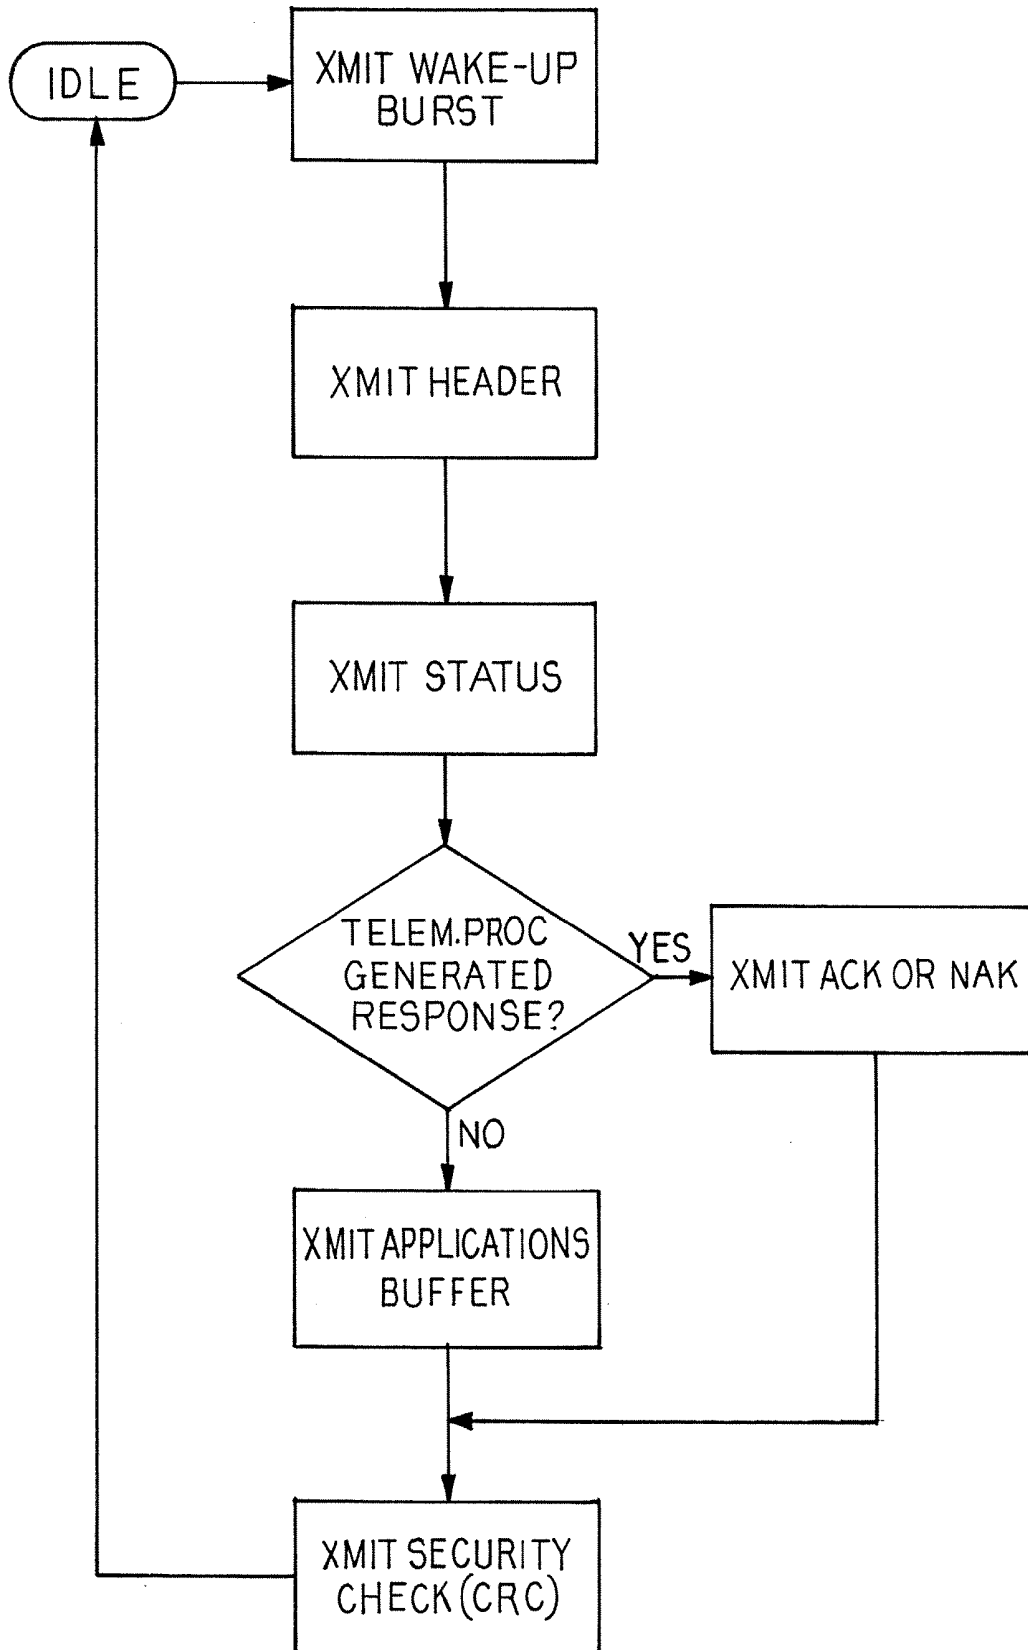 IDLE
XMIT WAKE-UP
BURST
XMIT HEADER
XMIT STATUS
TELEM.PROC
GENERATED
RESPONSE?
YES
XMIT ACK OR NAK
NO
XMIT APPLICATIONS
BUFFER
XMIT SECURITY
CHECK (CRC)